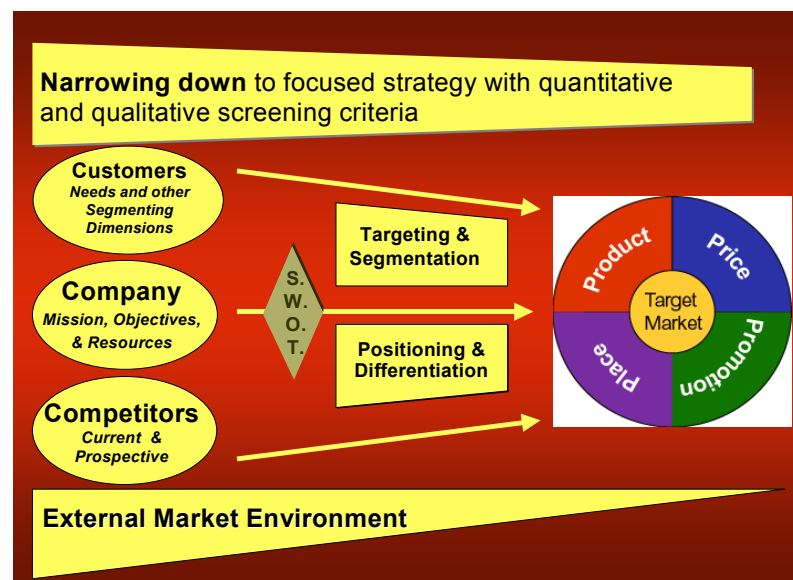 Narrowing down to focused strategy with quantitative
and qualitative screening criteria
Customers
Needs and other
Segmenting
Dimensions
Company
Mission, Objectives,
& Resources
Competitors
Current &
Prospective
S.
W.
O.
T.
Targeting &
Segmentation
Positioning &
Differentiation
Product
Price
Target
Market
Place
Promotion
External Market Environment